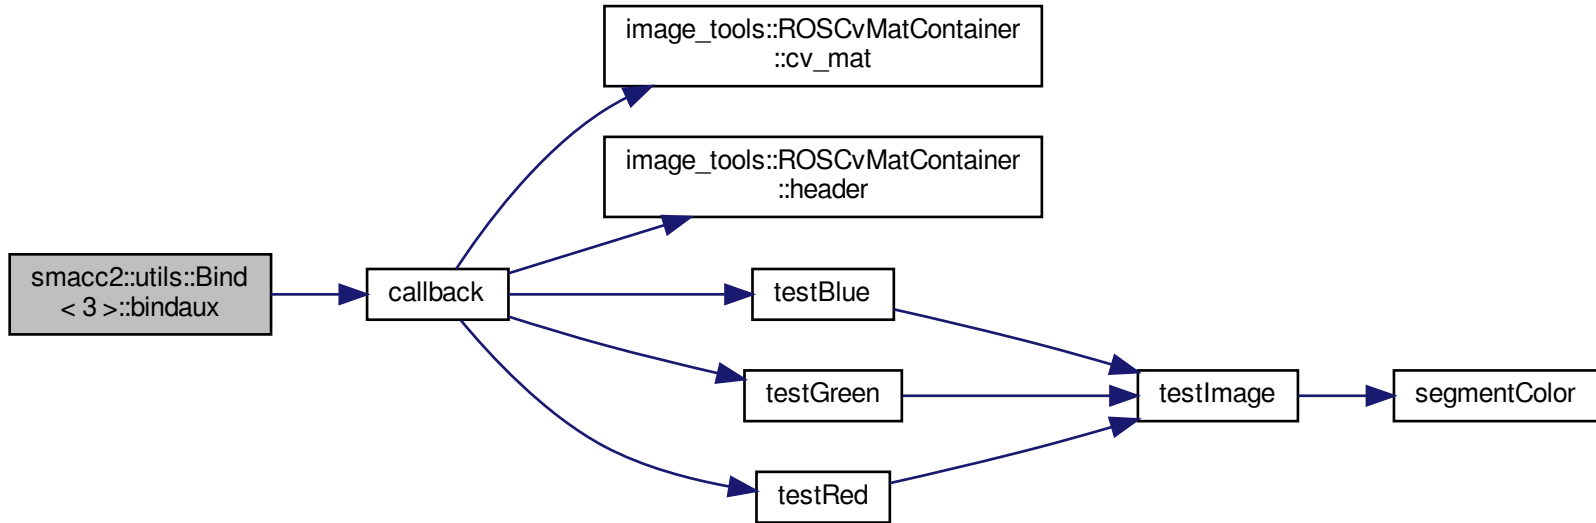 image_tools::ROSCvMatContainer
::cv_mat
image_tools::ROSCvMatContainer
::header
smacc2::utils::Bind
< 3 >::bindaux
callback
testBlue
testGreen
testImage
segmentColor
testRed